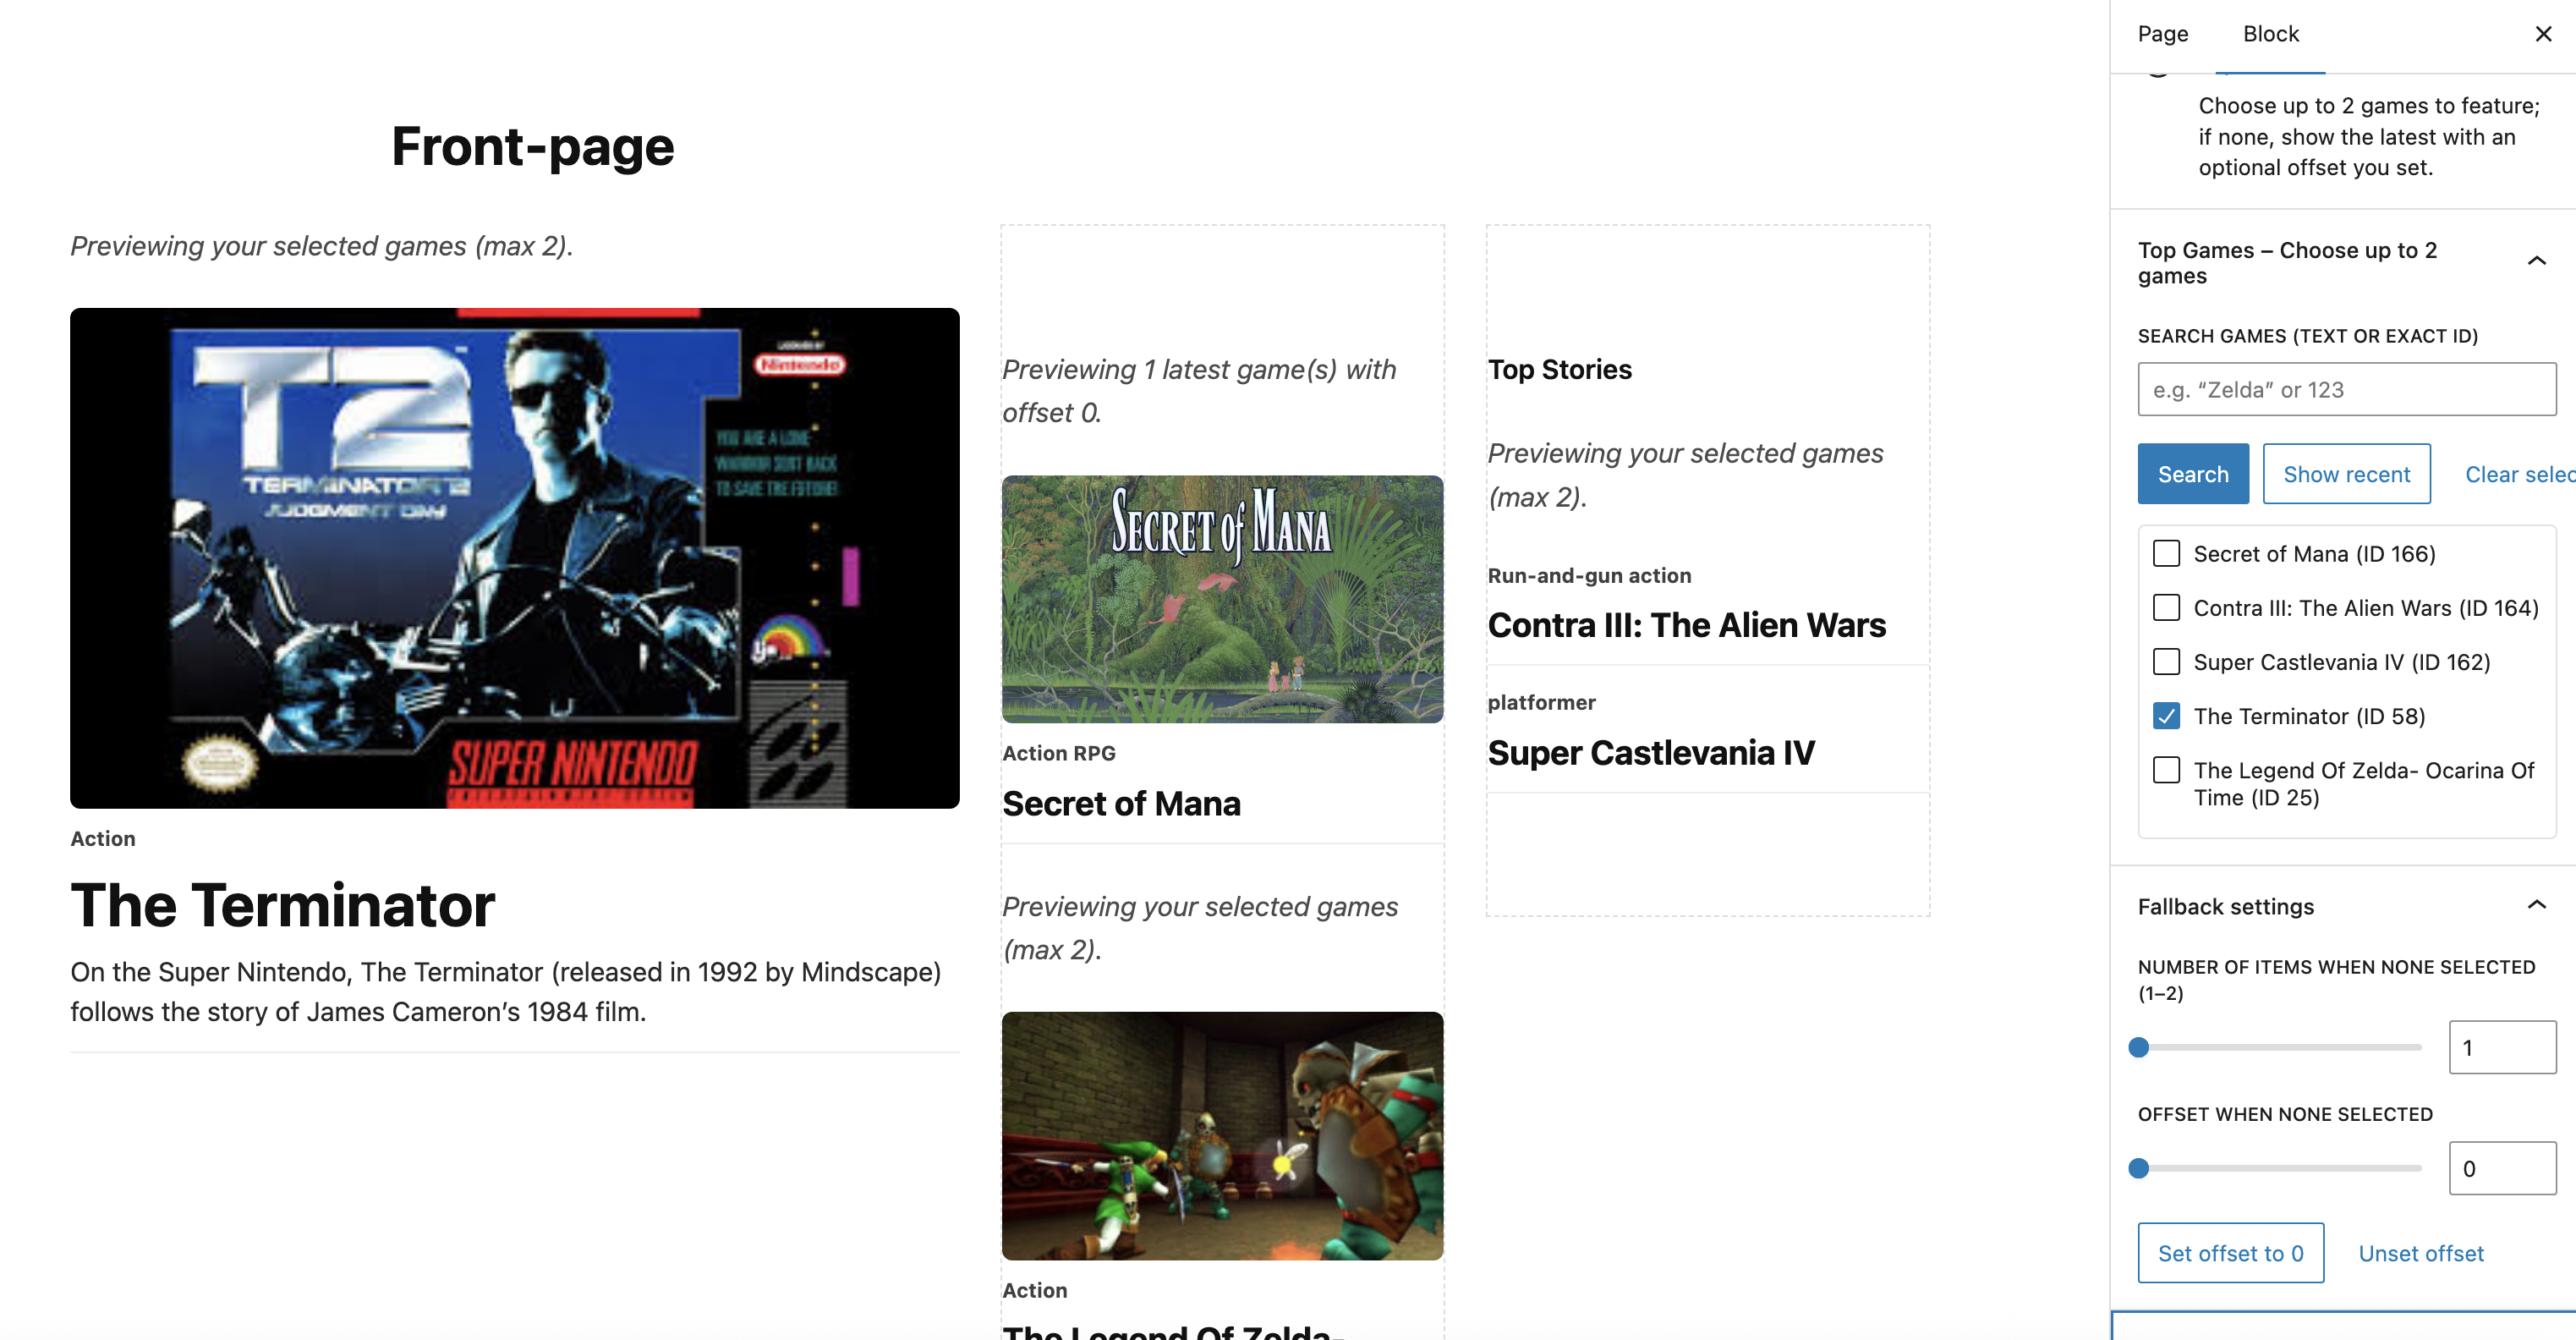 Front-page
Previewing your selected games (max 2).
T2
TERMINATOR 2
JUDGMENT DAY
LICENSED BY
Nintendo
YOU ARE A LONE
WARRIOR SENT BACK
TO SAVE THE FUTURE!
SUPER NINTENDO
ENTERTAINMENT SYSTEM
Action
The Terminator
On the Super Nintendo, The Terminator (released in 1992 by Mindscape)
follows the story of James Cameron’s 1984 film.
Previewing 1 latest game(s) with
offset 0.
SECRET of MANA
Action RPG
Secret of Mana
Previewing your selected games
(max 2).
Action
The Legend Of Zelda-
Top Stories
Previewing your selected games
(max 2).
Run-and-gun action
Contra III: The Alien Wars
platformer
Super Castlevania IV
Page
Block
Choose up to 2 games to feature;
if none, show the latest with an
optional offset you set.
Top Games – Choose up to 2
games
SEARCH GAMES (TEXT OR EXACT ID)
e.g. “Zelda” or 123
Search
Show recent
Clear selec
Secret of Mana (ID 166)
Contra III: The Alien Wars (ID 164)
Super Castlevania IV (ID 162)
The Terminator (ID 58)
The Legend Of Zelda- Ocarina Of
Time (ID 25)
Fallback settings
NUMBER OF ITEMS WHEN NONE SELECTED
(1–2)
1
OFFSET WHEN NONE SELECTED
0
Set offset to 0
Unset offset